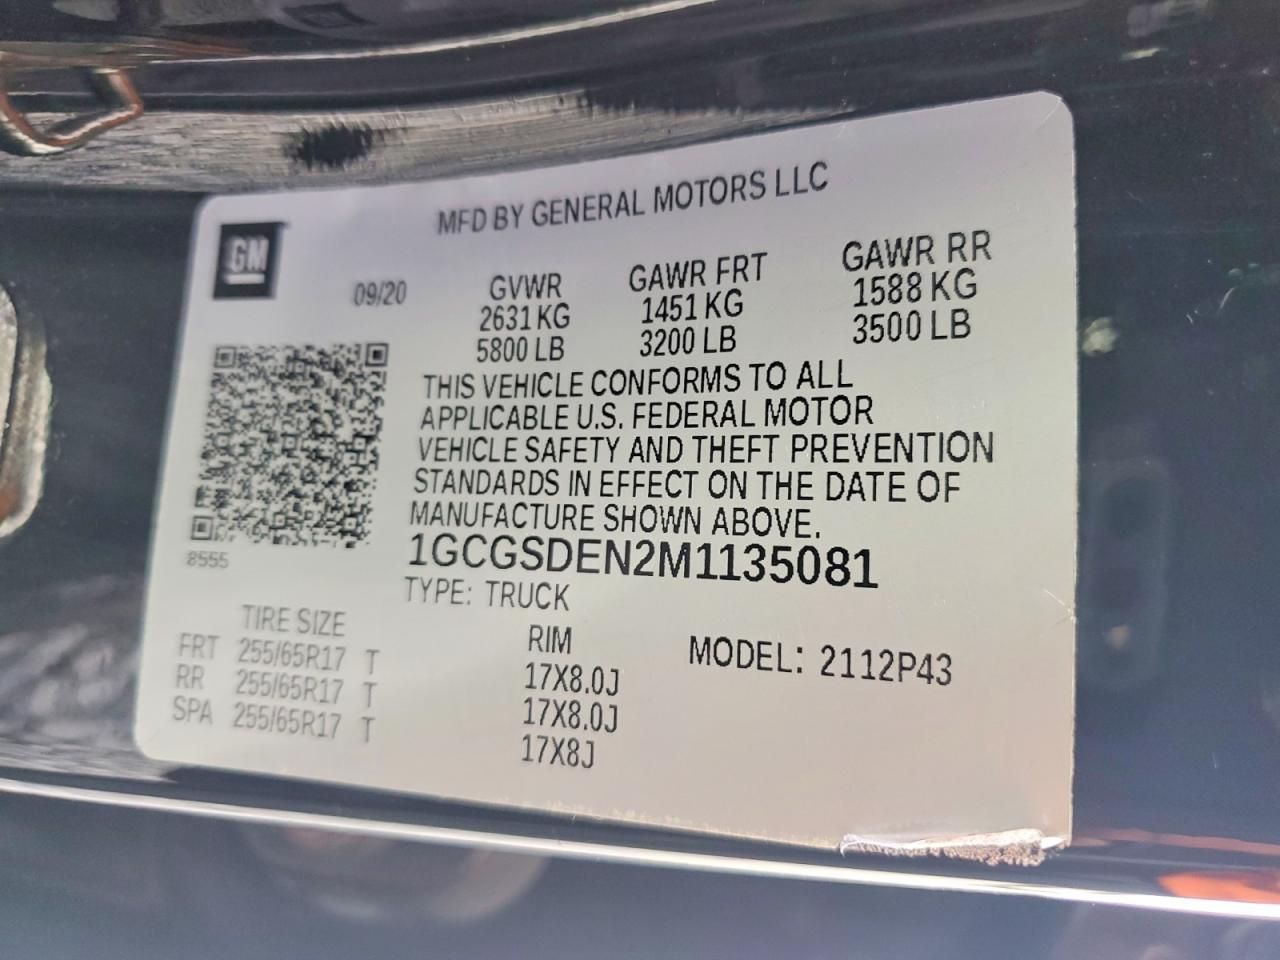 MFD BY GENERAL MOTORS LLC
GM
09/20
GVWR GAWR FRT GAWR RR
2631 KG 1451 KG 1588 KG
5800 LB 3200 LB 3500 LB
THIS VEHICLE CONFORMS TO ALL
APPLICABLE U.S. FEDERAL MOTOR
VEHICLE SAFETY AND THEFT PREVENTION
STANDARDS IN EFFECT ON THE DATE OF
MANUFACTURE SHOWN ABOVE.
8555
1GCGSDEN2M1135081
TYPE: TRUCK
TIRE SIZE RIM MODEL: 2112P43
FRT 255/65R17 T 17X8.0J
RR 255/65R17 T 17X8.0J
SPA 255/65R17 T 17X8J